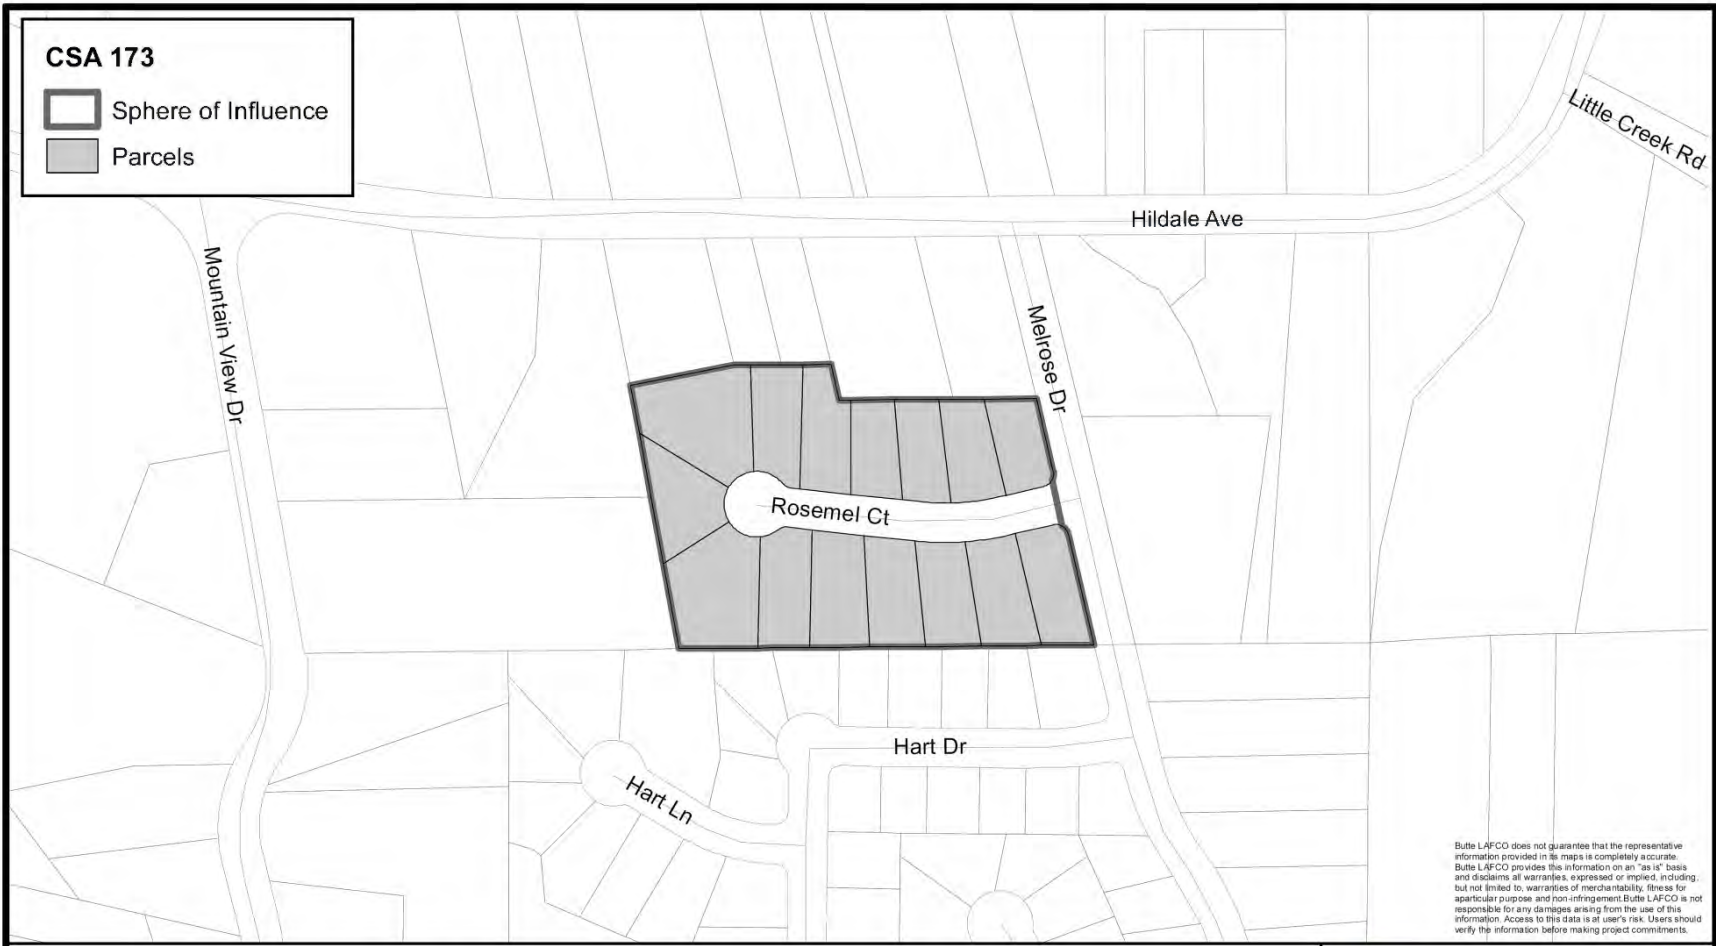 CSA 173
Sphere of Influence
Parcels
Little Creek Rd
Hildale Ave
Mountain View Dr
Melrose Dr
Rosemel Ct
Hart Dr
Hart Ln
Butte LAFCO does not guarantee that the representative
information provided in its maps is completely accurate.
Butte LAFCO provides this information on an "as is" basis
and disclaims all warranties, expressed or implied, including,
but not limited to, warranties of merchantability, fitness for
aparticular purpose and non-infringement.Butte LAFCO is not
responsible for any damages arising from the use of this
information. Access to this data is at user's risk. Users should
verify the information before making project commitments.